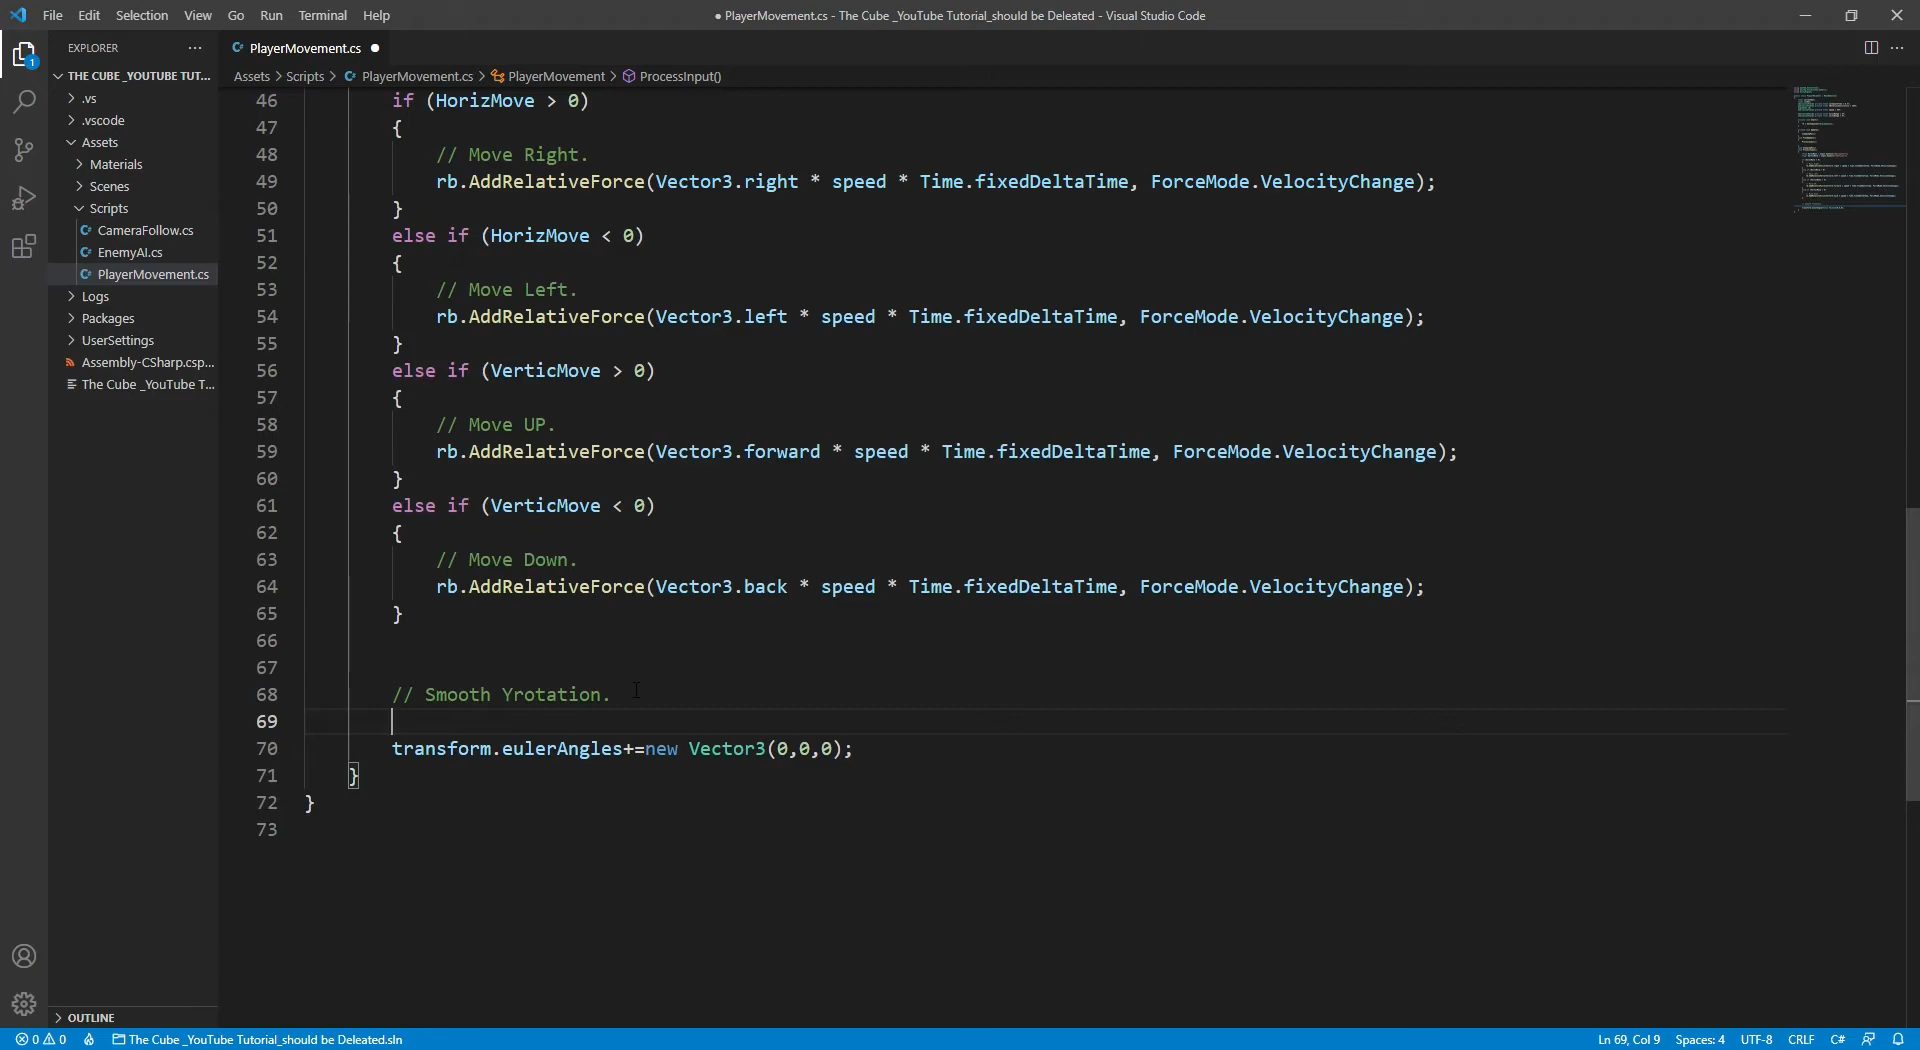 File Edit Selection View Go Run Terminal Help
● PlayerMovement.cs - The Cube _YouTube Tutorial_should be Deleated - Visual Studio Code
EXPLORER
PlayerMovement.cs
THE CUBE _YOUTUBE TUT...
Assets > Scripts > PlayerMovement.cs > PlayerMovement > ProcessInput()
1
.vs
.vscode
Assets
Materials
Scenes
Scripts
CameraFollow.cs
EnemyAI.cs
PlayerMovement.cs
Logs
Packages
UserSettings
Assembly-CSharp.csp...
The Cube _YouTube T...
OUTLINE
46 if (HorizMove > 0)
47 {
48 // Move Right.
49 rb.AddRelativeForce(Vector3.right * speed * Time.fixedDeltaTime, ForceMode.VelocityChange);
50 }
51 else if (HorizMove < 0)
52 {
53 // Move Left.
54 rb.AddRelativeForce(Vector3.left * speed * Time.fixedDeltaTime, ForceMode.VelocityChange);
55 }
56 else if (VerticMove > 0)
57 {
58 // Move UP.
59 rb.AddRelativeForce(Vector3.forward * speed * Time.fixedDeltaTime, ForceMode.VelocityChange);
60 }
61 else if (VerticMove < 0)
62 {
63 // Move Down.
64 rb.AddRelativeForce(Vector3.back * speed * Time.fixedDeltaTime, ForceMode.VelocityChange);
65 }
66
67
68 // Smooth Yrotation.
69
70 transform.eulerAngles+=new Vector3(0,0,0);
71 }
72 }
73
0 0 The Cube _YouTube Tutorial_should be Deleated.sln
Ln 69, Col 9 Spaces: 4 UTF-8 CRLF C#